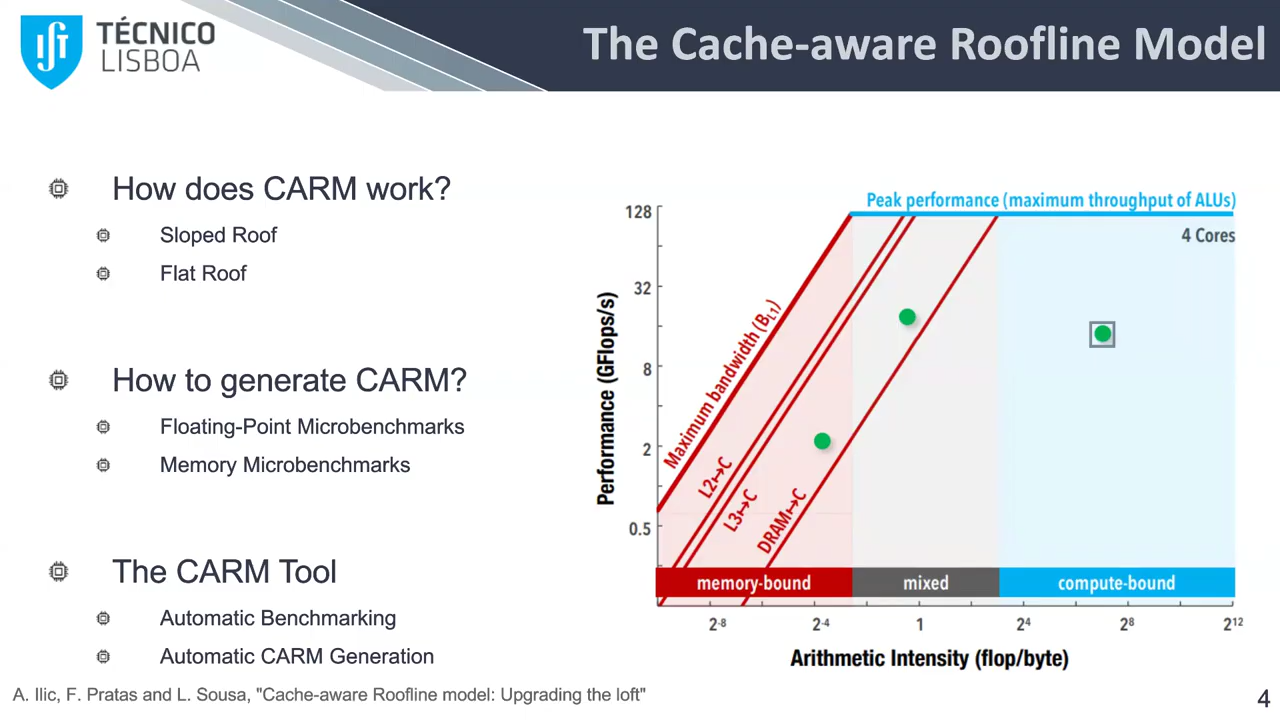 TÉCNICO
LISBOA
The Cache-aware Roofline Model
How does CARM work?
Sloped Roof
Flat Roof
How to generate CARM?
Floating-Point Microbenchmarks
Memory Microbenchmarks
The CARM Tool
Automatic Benchmarking
Automatic CARM Generation
Peak performance (maximum throughput of ALUs)
4 Cores
128
32
8
2
0.5
Performance (GFlops/s)
Maximum bandwidth (B_L1)
L2↦C
L3↦C
DRAM↦C
memory-bound
mixed
compute-bound
2^-8
2^-4
1
2^4
2^8
2^12
Arithmetic Intensity (flop/byte)
A. Ilic, F. Pratas and L. Sousa, "Cache-aware Roofline model: Upgrading the loft"
4